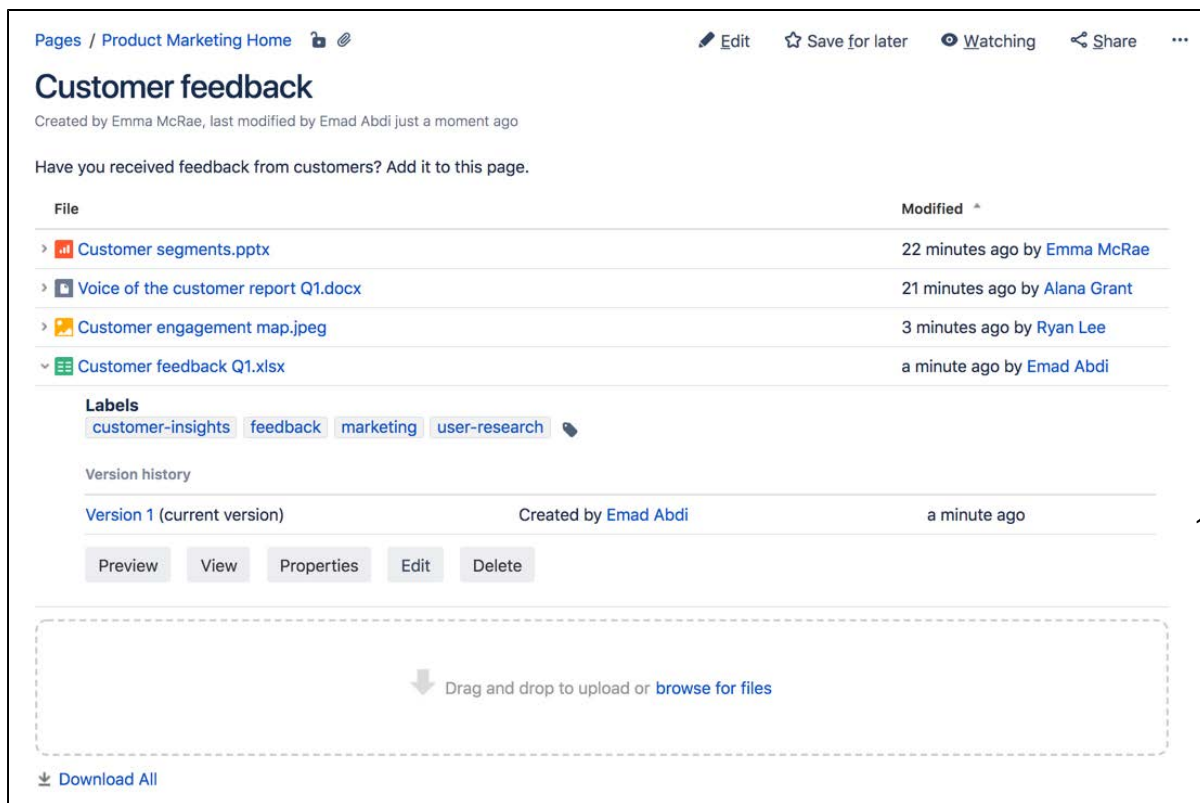 Pages / Product Marketing Home Edit Save for later Watching Share ...
Customer feedback
Created by Emma McRae, last modified by Emad Abdi just a moment ago
Have you received feedback from customers? Add it to this page.
File Modified
Customer segments.pptx 22 minutes ago by Emma McRae
Voice of the customer report Q1.docx 21 minutes ago by Alana Grant
Customer engagement map.jpeg 3 minutes ago by Ryan Lee
Customer feedback Q1.xlsx a minute ago by Emad Abdi
Labels
customer-insights feedback marketing user-research
Version history
Version 1 (current version) Created by Emad Abdi a minute ago
Preview View Properties Edit Delete
Drag and drop to upload or browse for files
Download All